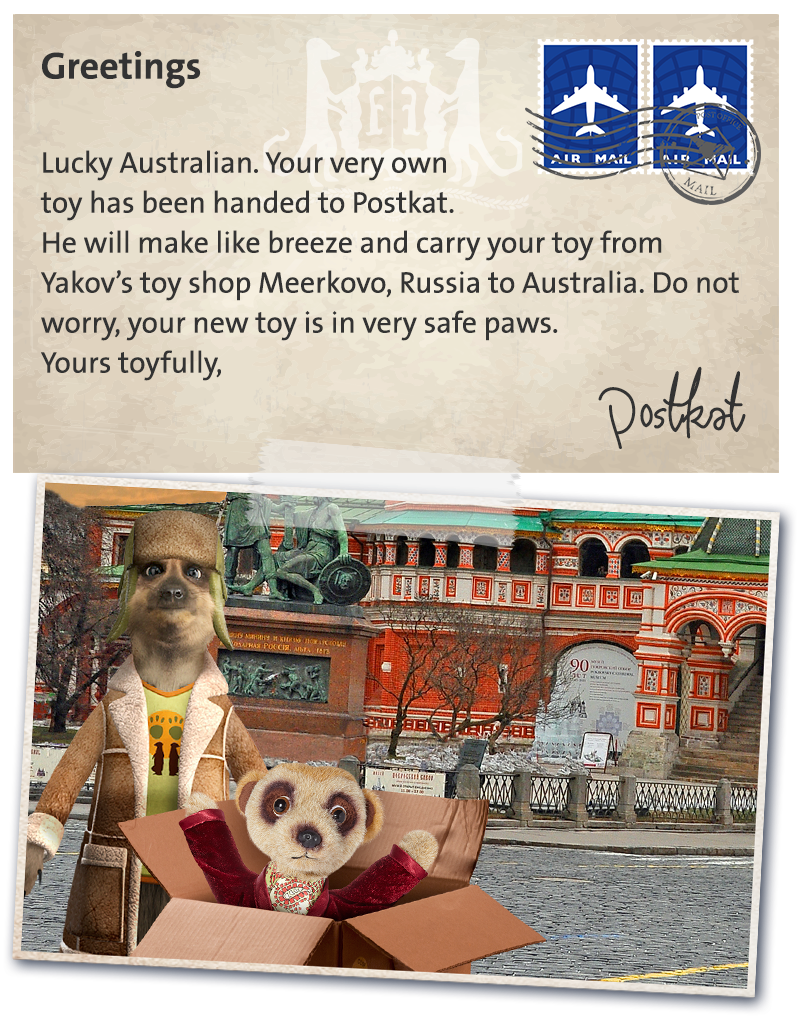 Greetings
AIR MAIL
AIR MAIL
MAIL
Lucky Australian. Your very own
toy has been handed to Postkat.
He will make like breeze and carry your toy from
Yakov’s toy shop Meerkovo, Russia to Australia. Do not
worry, your new toy is in very safe paws.
Yours toyfully,
Postkat
90